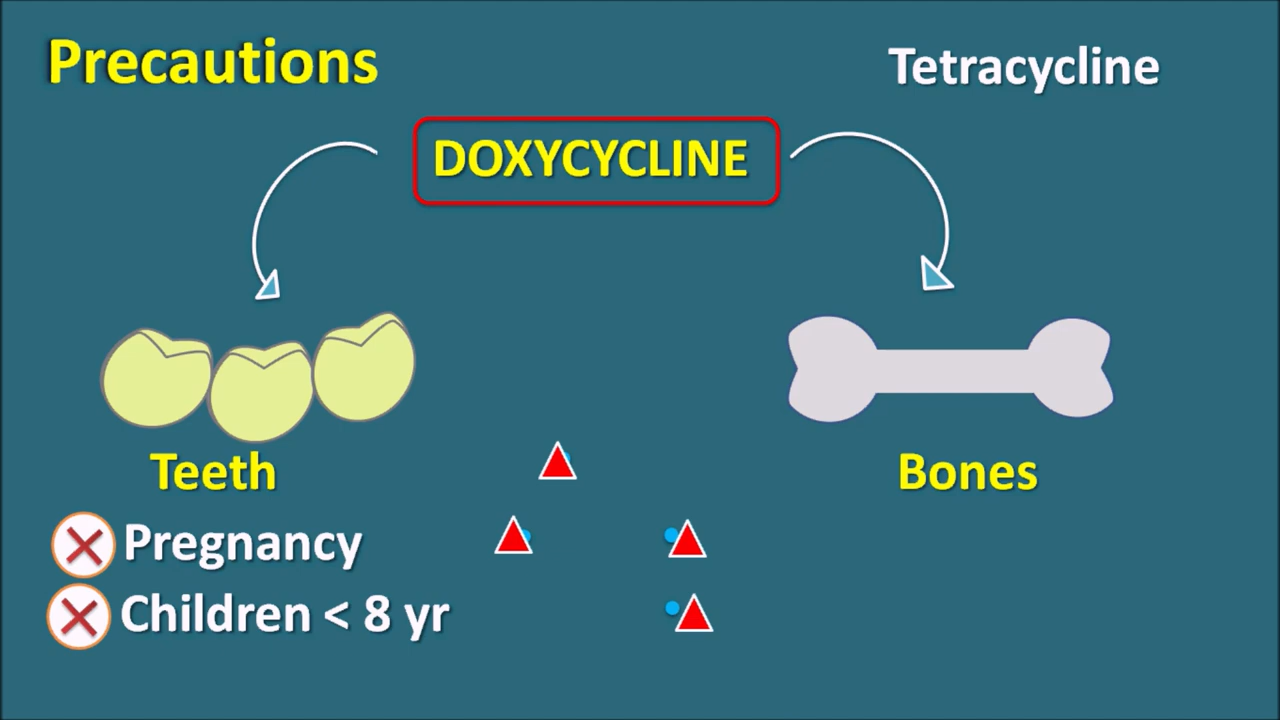 Precautions
Tetracycline
DOXYCYCLINE
Teeth
Bones
Pregnancy
Children < 8 yr